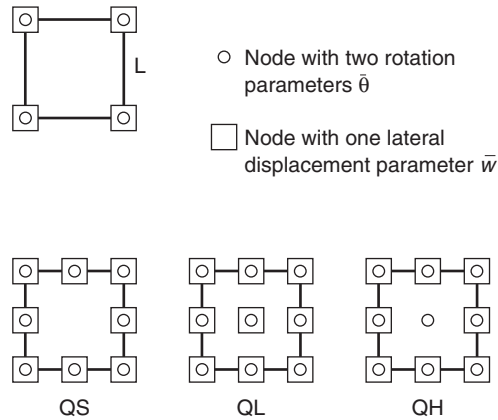 L
Node with two rotation
parameters θ̄
Node with one lateral
displacement parameter w̄
QS
QL
QH